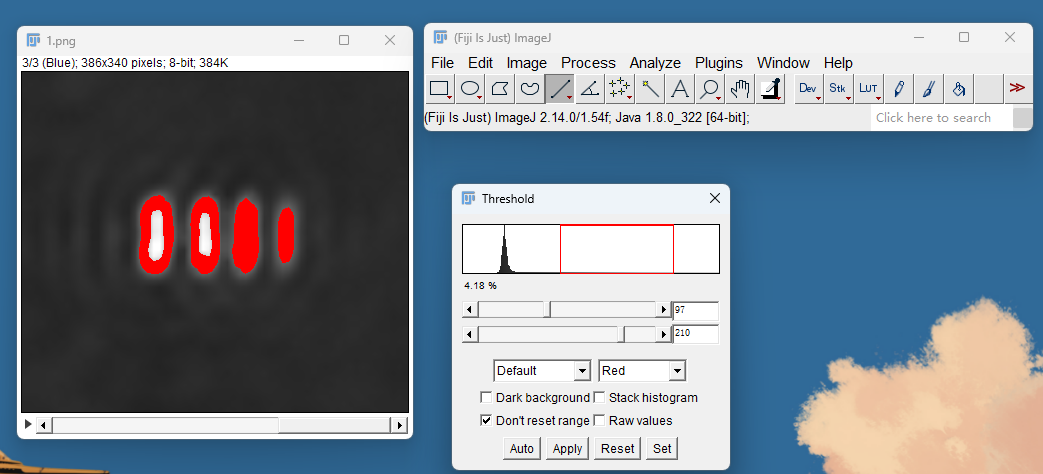 1.png
3/3 (Blue); 386x340 pixels; 8-bit; 384K
(Fiji Is Just) ImageJ
File Edit Image Process Analyze Plugins Window Help
Dev Stk LUT
(Fiji Is Just) ImageJ 2.14.0/1.54f; Java 1.8.0_322 [64-bit];
Click here to search
Threshold
4.18 %
97
210
Default Red
Dark background Stack histogram
Don't reset range Raw values
Auto Apply Reset Set